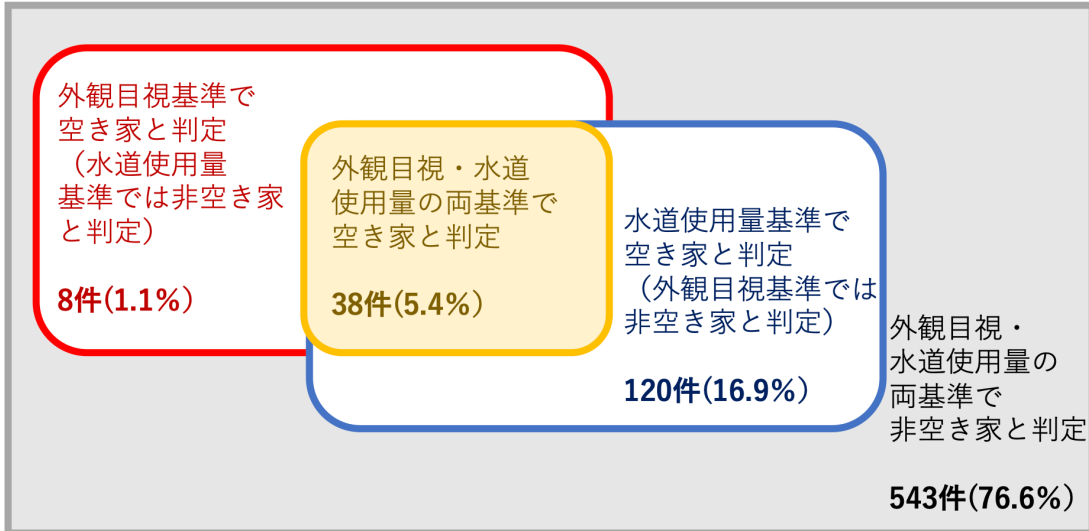 外観目視基準で
空き家と判定
（水道使用量
基準では非空き家
と判定）
8件(1.1%)
外観目視・水道
使用量の両基準で
空き家と判定
38件(5.4%)
水道使用量基準で
空き家と判定
（外観目視基準では
非空き家と判定）
120件(16.9%)
外観目視・
水道使用量の
両基準で
非空き家と判定
543件(76.6%)